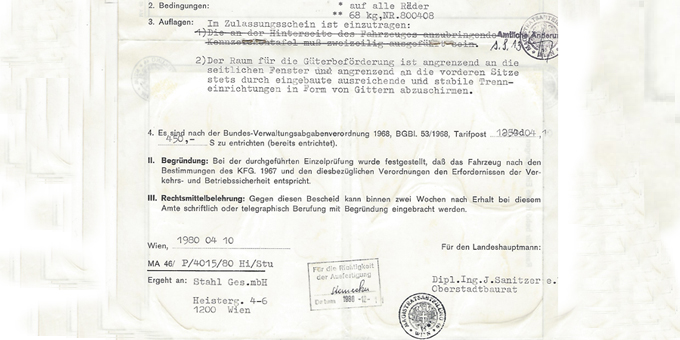 2. Bedingungen: * auf alle Räder
** 68 kg,NR.800408
3. Auflagen: In Zulassungsschein ist einzutragen:
1)Die an der Hinterseite des Fahrzeuges anzubringende Amtliche Änderung
muß zweizeilig ausgeführt sein.
2)Der Raum für die Güterbeförderung ist angrenzend an die
seitlichen Fenster und angrenzend an die vorderen Sitze
stets durch eingebaute ausreichende und stabile Trenn-
einrichtungen in Form von Gittern abzuschirmen.
4. Es sind nach der Bundes-Verwaltungsabgabenverordnung 1968, BGBl. 53/1968, Tarifpost
450,- S zu entrichten (bereits entrichtet).
II. Begründung: Bei der durchgeführten Einzelprüfung wurde festgestellt, daß das Fahrzeug nach den
Bestimmungen des KFG. 1967 und den diesbezüglichen Verordnungen den Erfordernissen der Ver-
kehrs- und Betriebssicherheit entspricht.
III. Rechtsmittelbelehrung: Gegen diesen Bescheid kann binnen zwei Wochen nach Erhalt bei diesem
Amte schriftlich oder telegraphisch Berufung mit Begründung eingebracht werden.
Wien, 1980 04 10
Für den Landeshauptmann:
MA 46/ P/4015/80 Hi/Stu
Für die Richtigkeit
der Ausfertigung
Ergeht an: Stahl Ges.mbH
Dipl.Ing.J.Sanitzer e.
Oberstadtbaurat
Heisterg. 4-6
1200 Wien